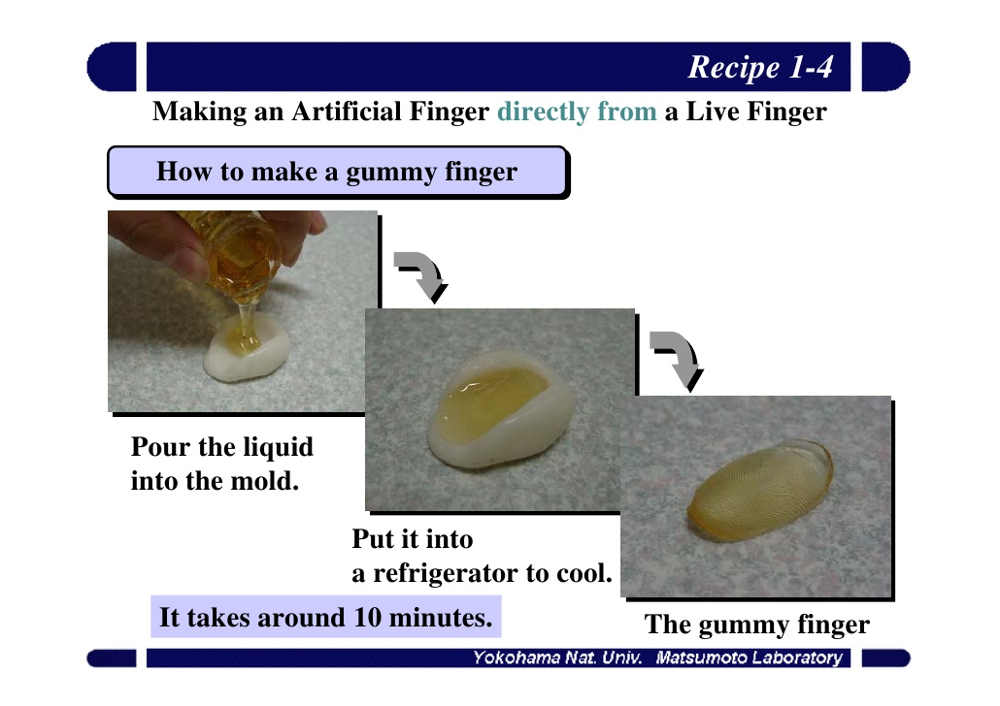 Recipe 1-4
Making an Artificial Finger directly from a Live Finger
How to make a gummy finger
Pour the liquid
into the mold.
Put it into
a refrigerator to cool.
It takes around 10 minutes.
The gummy finger
Yokohama Nat. Univ. Matsumoto Laboratory